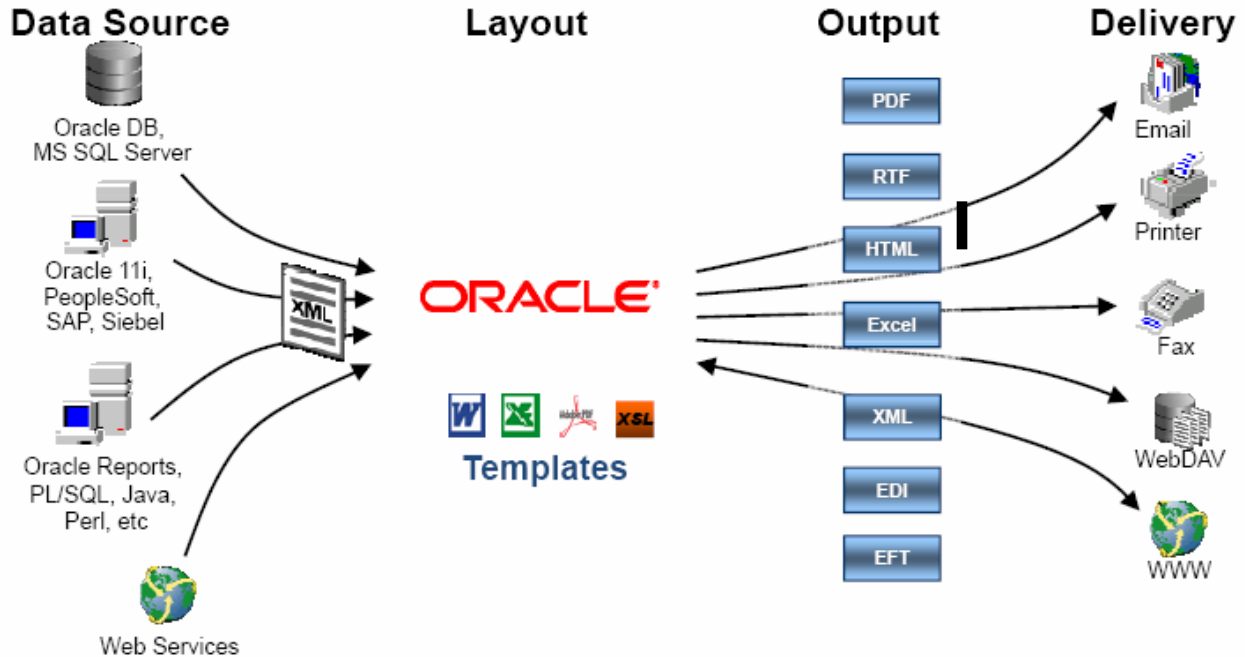 Data Source
Layout
Output
Delivery
Oracle DB,
MS SQL Server
Oracle 11i,
PeopleSoft,
SAP, Siebel
Oracle Reports,
PL/SQL, Java,
Perl, etc
Web Services
XML
ORACLE®
W
X
Adobe PDF
XSL
Templates
PDF
RTF
HTML
Excel
XML
EDI
EFT
Email
Printer
Fax
WebDAV
WWW